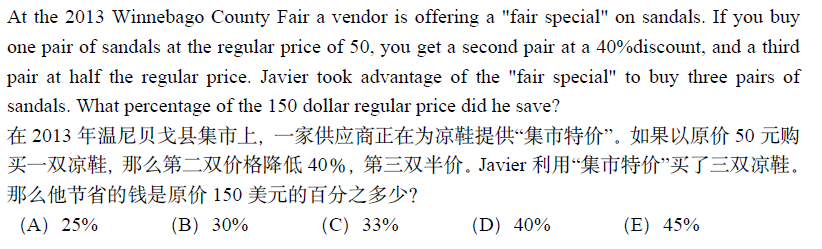 At the 2013 Winnebago County Fair a vendor is offering a "fair special" on sandals. If you buy
one pair of sandals at the regular price of 50, you get a second pair at a 40%discount, and a third
pair at half the regular price. Javier took advantage of the "fair special" to buy three pairs of
sandals. What percentage of the 150 dollar regular price did he save?
在 2013 年温尼贝戈县集市上，一家供应商正在为凉鞋提供“集市特价”。如果以原价 50 元购
买一双凉鞋，那么第二双价格降低 40%，第三双半价。Javier 利用“集市特价”买了三双凉鞋。
那么他节省的钱是原价 150 美元的百分之多少？
(A) 25% (B) 30% (C) 33% (D) 40% (E) 45%